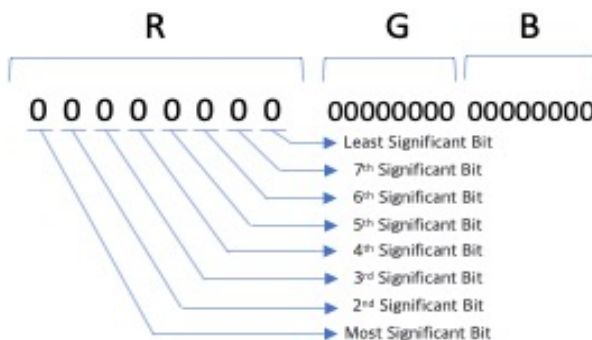 R G B
0 0 0 0 0 0 0 0 00000000 00000000
Least Significant Bit
7th Significant Bit
6th Significant Bit
5th Significant Bit
4th Significant Bit
3rd Significant Bit
2nd Significant Bit
Most Significant Bit